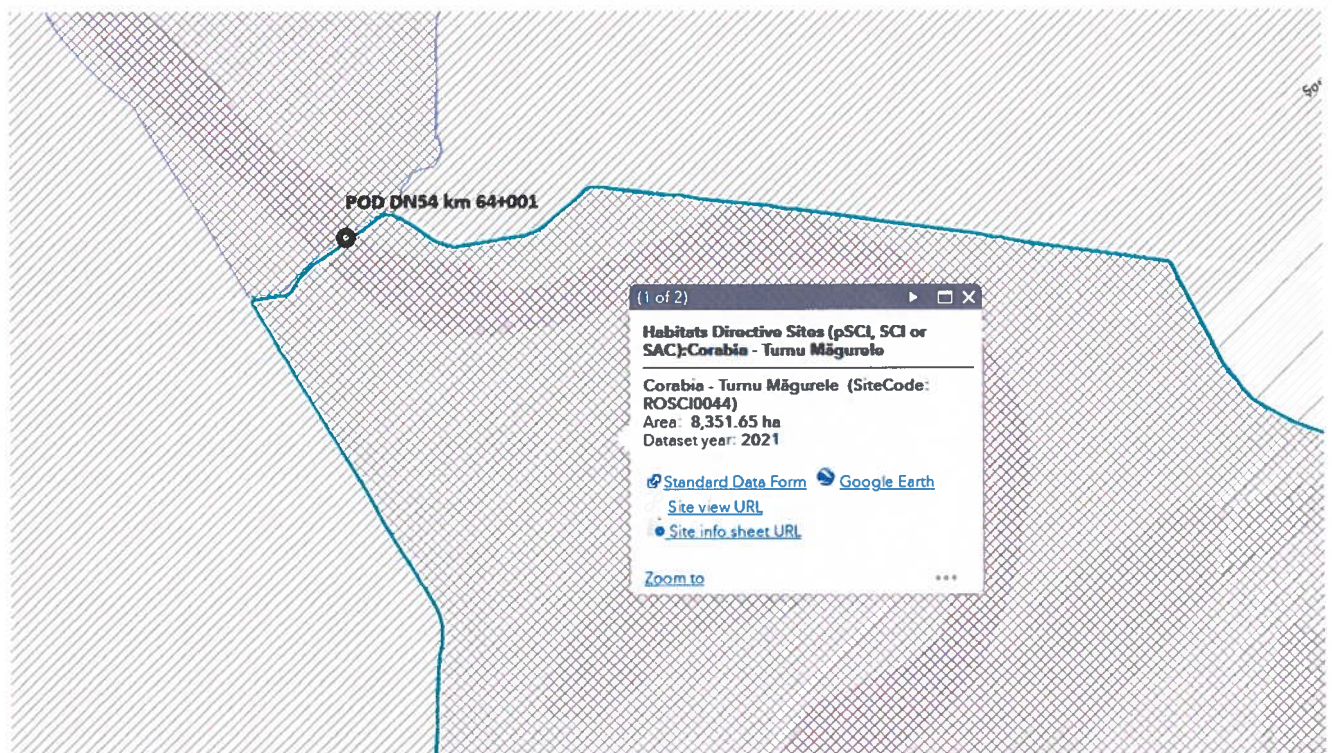 POD DN54 km 64+001
(1 of 2)
Habitats Directive Sites (pSCI, SCI or
SAC):Corabia - Turnu Măgurele
Corabia - Turnu Măgurele (SiteCode:
ROSCI0044)
Area: 8,351.65 ha
Dataset year: 2021
Standard Data Form Google Earth
Site view URL
Site info sheet URL
Zoom to